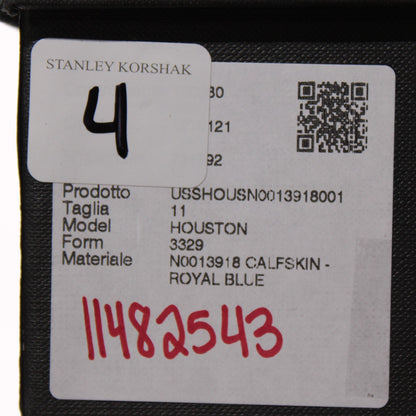 STANLEY KORSHAK
4
30
121
92
Prodotto USSHOUSN0013918001
Taglia 11
Model HOUSTON
Form 3329
Materiale N0013918 CALFSKIN -
ROYAL BLUE
11482543